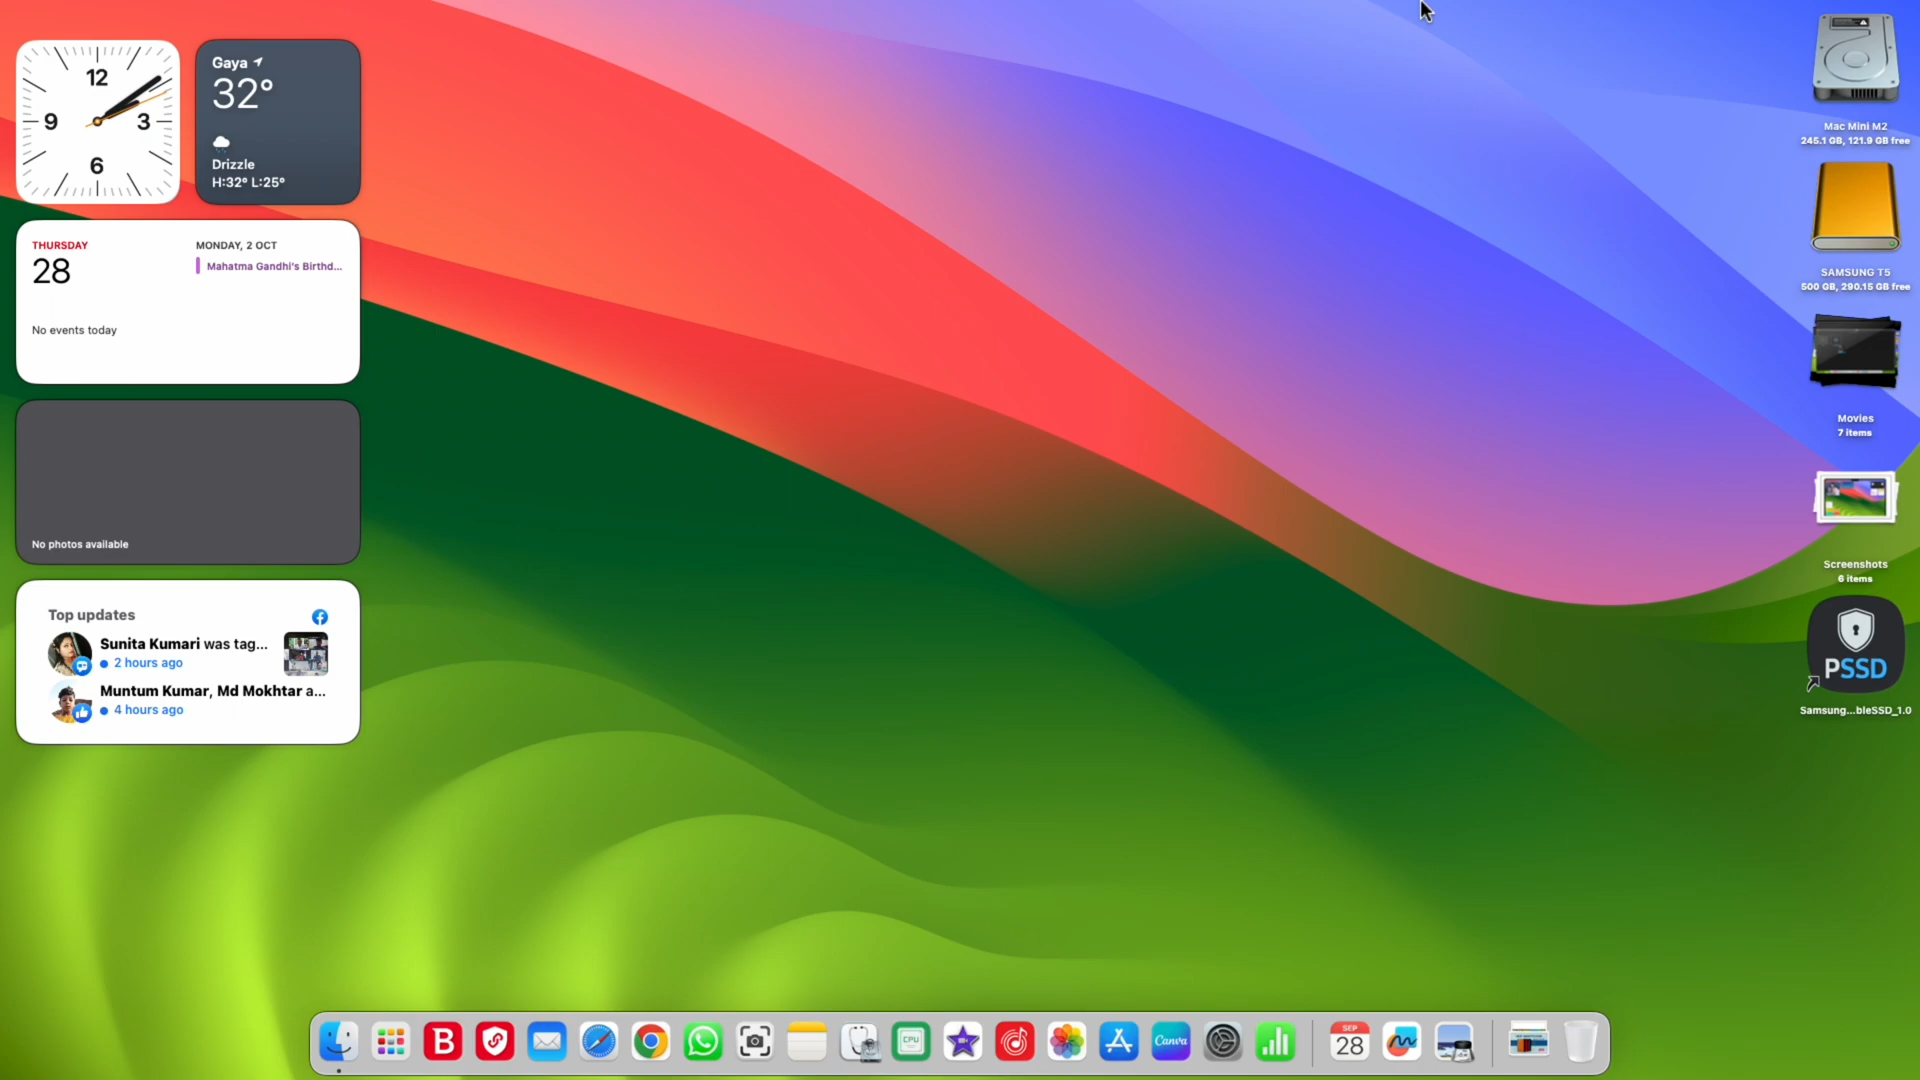 12
9
3
6
Gaya
32°
Drizzle
H:32° L:25°
THURSDAY
28
No events today
MONDAY, 2 OCT
Mahatma Gandhi's Birthd...
No photos available
Top updates
Sunita Kumari was tag...
2 hours ago
Muntum Kumar, Md Mokhtar a...
4 hours ago
Mac Mini M2
245.1 GB, 121.9 GB free
SAMSUNG T5
500 GB, 290.15 GB free
Movies
7 items
Screenshots
6 items
PSSD
Samsung...bleSSD_1.0
B
CPU
Canva
SEP
28